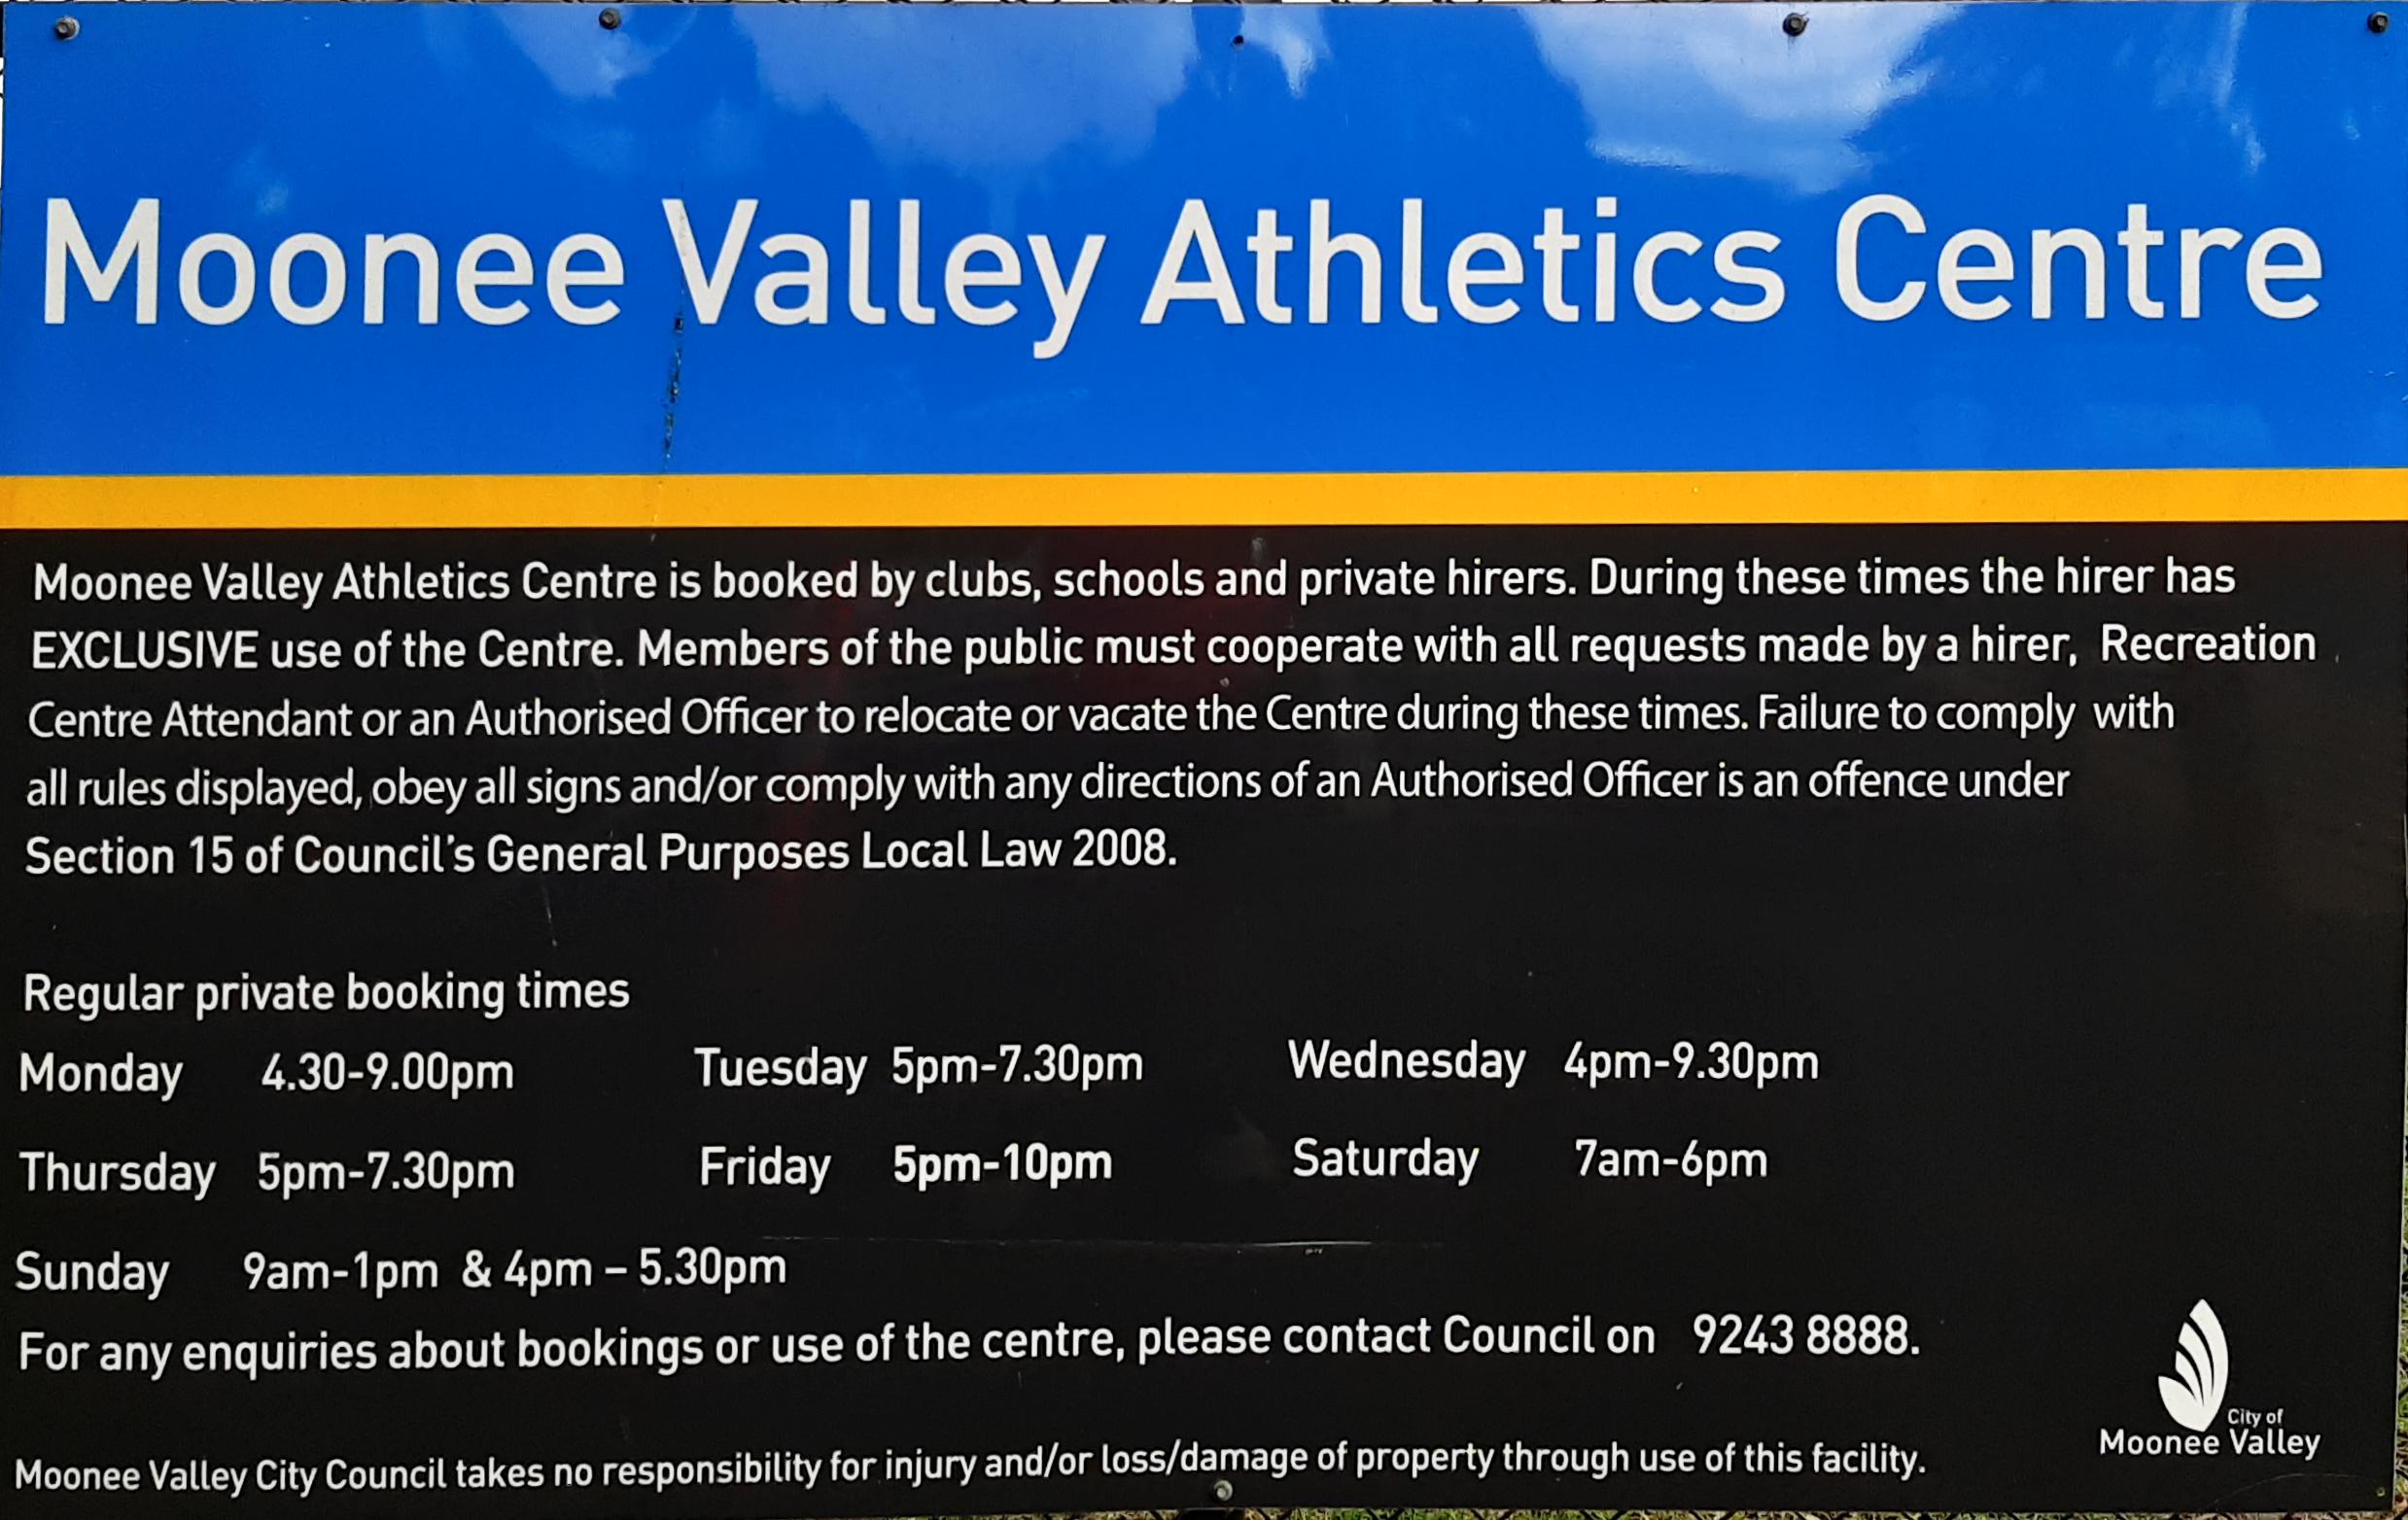 Moonee Valley Athletics Centre
Moonee Valley Athletics Centre is booked by clubs, schools and private hirers. During these times the hirer has
EXCLUSIVE use of the Centre. Members of the public must cooperate with all requests made by a hirer, Recreation
Centre Attendant or an Authorised Officer to relocate or vacate the Centre during these times. Failure to comply with
all rules displayed, obey all signs and/or comply with any directions of an Authorised Officer is an offence under
Section 15 of Council's General Purposes Local Law 2008.
Regular private booking times
Monday 4.30-9.00pm Tuesday 5pm-7.30pm Wednesday 4pm-9.30pm
Thursday 5pm-7.30pm Friday 5pm-10pm Saturday 7am-6pm
Sunday 9am-1pm & 4pm – 5.30pm
For any enquiries about bookings or use of the centre, please contact Council on 9243 8888.
Moonee Valley City Council takes no responsibility for injury and/or loss/damage of property through use of this facility.
City of
Moonee Valley